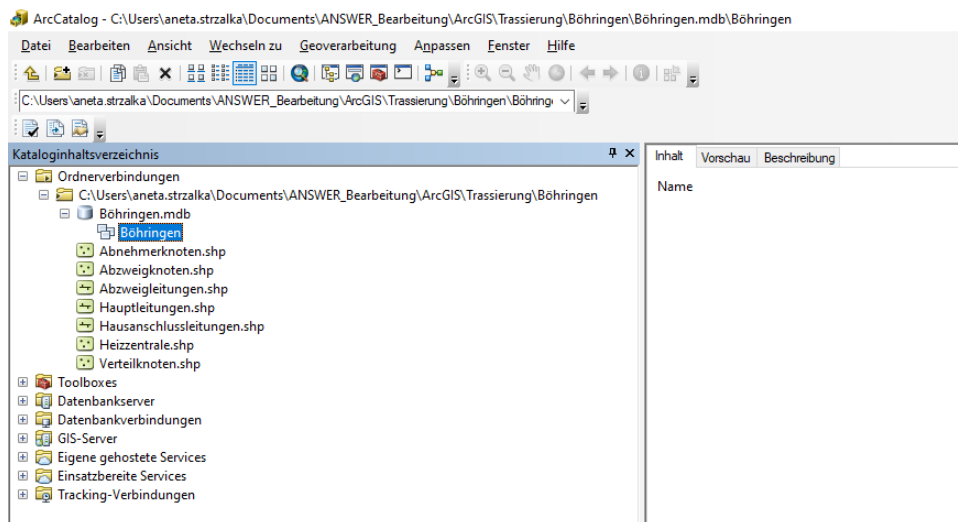 ArcCatalog - C:\Users\aneta.strzalka\Documents\ANSWER_Bearbeitung\ArcGIS\Trassierung\Böhringen\Böhringen.mdb\Böhringen
Datei Bearbeiten Ansicht Wechseln zu Geoverarbeitung Anpassen Fenster Hilfe
C:\Users\aneta.strzalka\Documents\ANSWER_Bearbeitung\ArcGIS\Trassierung\Böhringen\Böhringe
Kataloginhaltsverzeichnis
Ordnerverbindungen
C:\Users\aneta.strzalka\Documents\ANSWER_Bearbeitung\ArcGIS\Trassierung\Böhringen
Böhringen.mdb
Böhringen
Abnehmerknoten.shp
Abzweigknoten.shp
Abzweigleitungen.shp
Hauptleitungen.shp
Hausanschlussleitungen.shp
Heizzentrale.shp
Verteilknoten.shp
Toolboxes
Datenbankserver
Datenbankverbindungen
GIS-Server
Eigene gehostete Services
Einsatzbereite Services
Tracking-Verbindungen
Inhalt Vorschau Beschreibung
Name